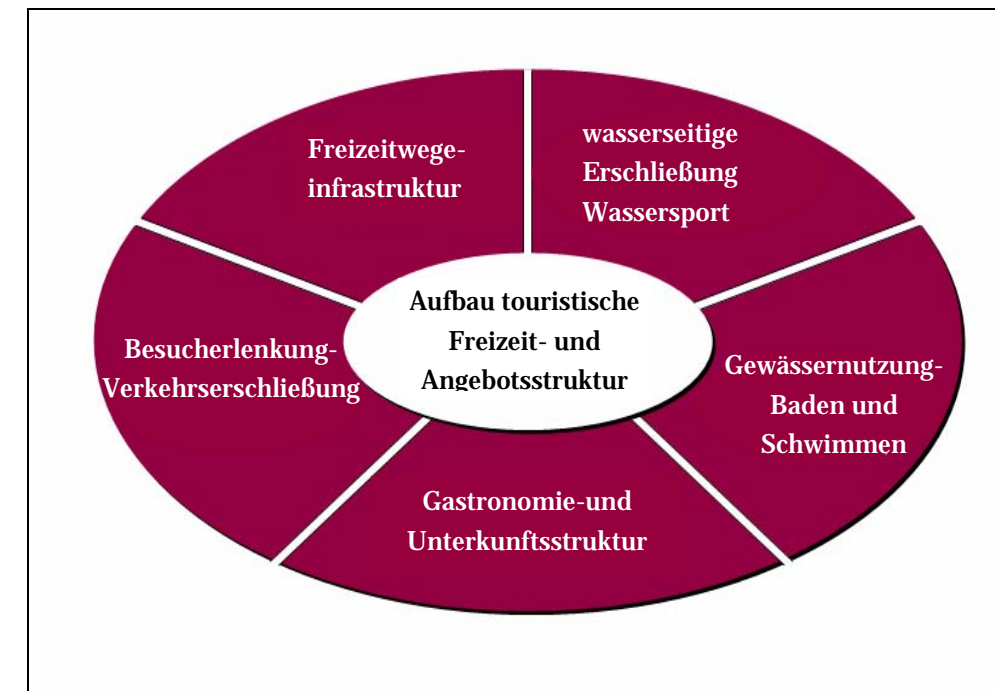 Freizeitwege-
infrastruktur
wasserseitige
Erschließung
Wassersport
Aufbau touristische
Freizeit- und
Angebotsstruktur
Besucherlenkung-
Verkehrserschließung
Gewässernutzung-
Baden und
Schwimmen
Gastronomie-und
Unterkunftsstruktur